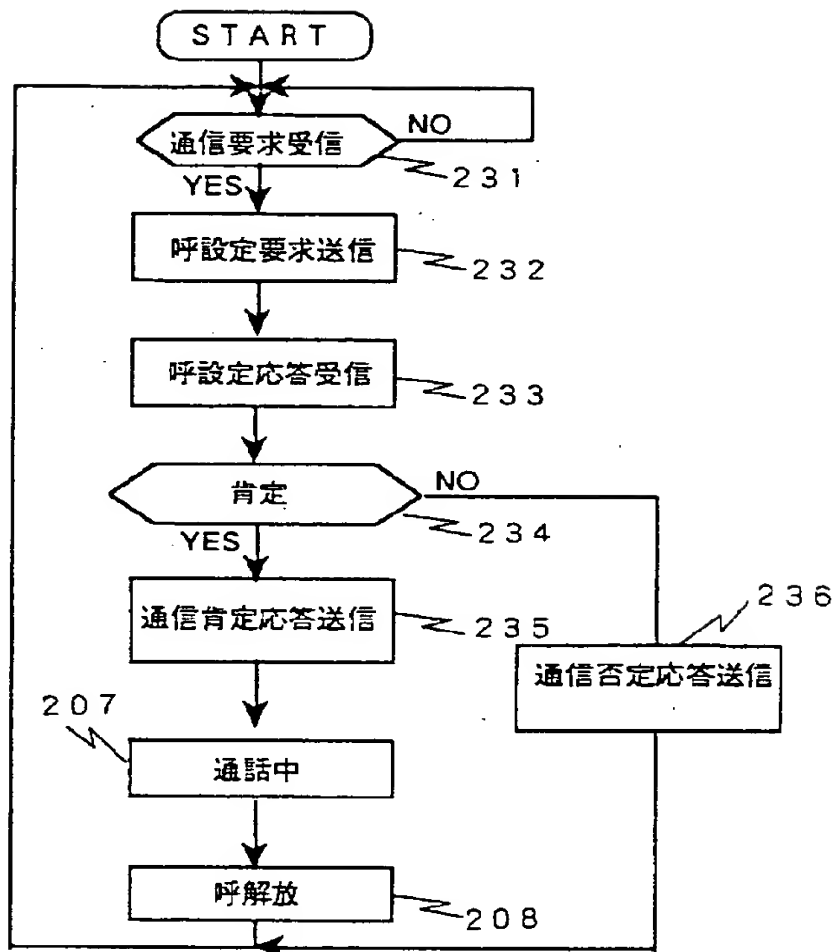 START
通信要求受信
NO
231
YES
呼設定要求送信
232
呼設定応答受信
233
肯定
NO
234
YES
通信肯定応答送信
235
236
通信否定応答送信
207
通話中
呼解放
208